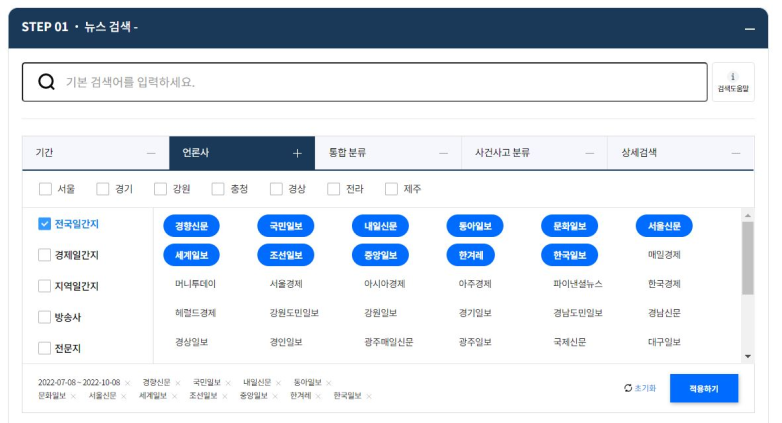 STEP 01 · 뉴스 검색 -
기본 검색어를 입력하세요.
i
검색도움말
기간 언론사 통합 분류 사건사고 분류 상세검색
서울 경기 강원 충청 경상 전라 제주
전국일간지 경향신문 국민일보 내일신문 동아일보 문화일보 서울신문
경제일간지 세계일보 조선일보 중앙일보 한겨레 한국일보 매일경제
지역일간지 머니투데이 서울경제 아시아경제 아주경제 파이낸셜뉴스 한국경제
방송사 헤럴드경제 강원도민일보 강원일보 경기일보 경남도민일보 경남신문
전문지 경상일보 경인일보 광주매일신문 광주일보 국제신문 대구일보
2022-07-08 ~ 2022-10-08 × 경향신문 × 국민일보 × 내일신문 × 동아일보 ×
문화일보 × 서울신문 × 세계일보 × 조선일보 × 중앙일보 × 한겨레 × 한국일보 ×
초기화 적용하기